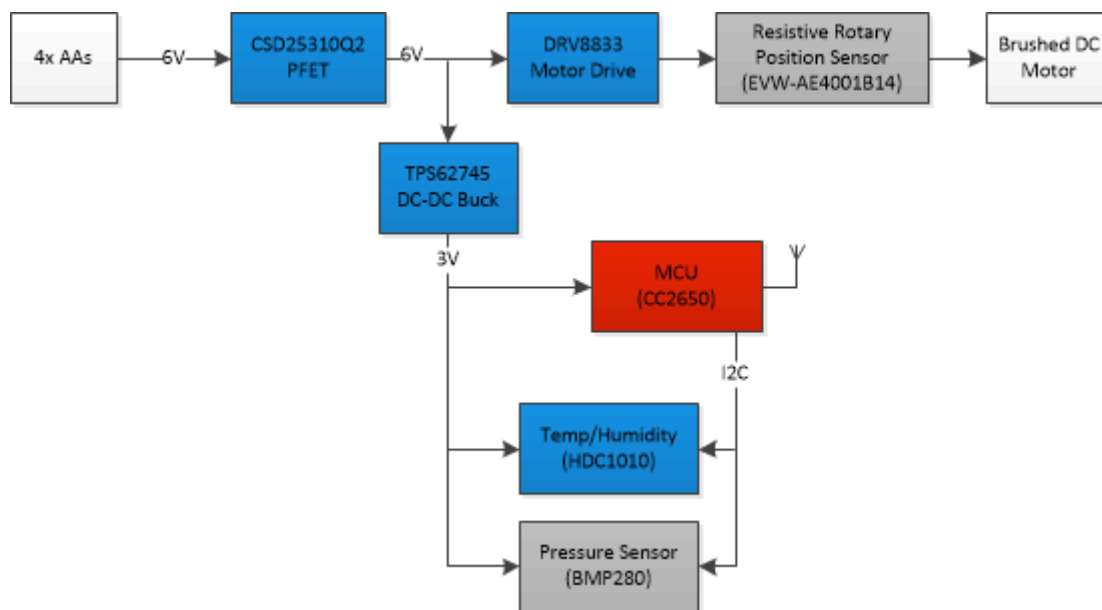 4x AAs
6V
CSD25310Q2
PFET
6V
DRV8833
Motor Drive
Resistive Rotary
Position Sensor
(EVW-AE4001B14)
Brushed DC
Motor
TPS62745
DC-DC Buck
3V
MCU
(CC2650)
I2C
Temp/Humidity
(HDC1010)
Pressure Sensor
(BMP280)